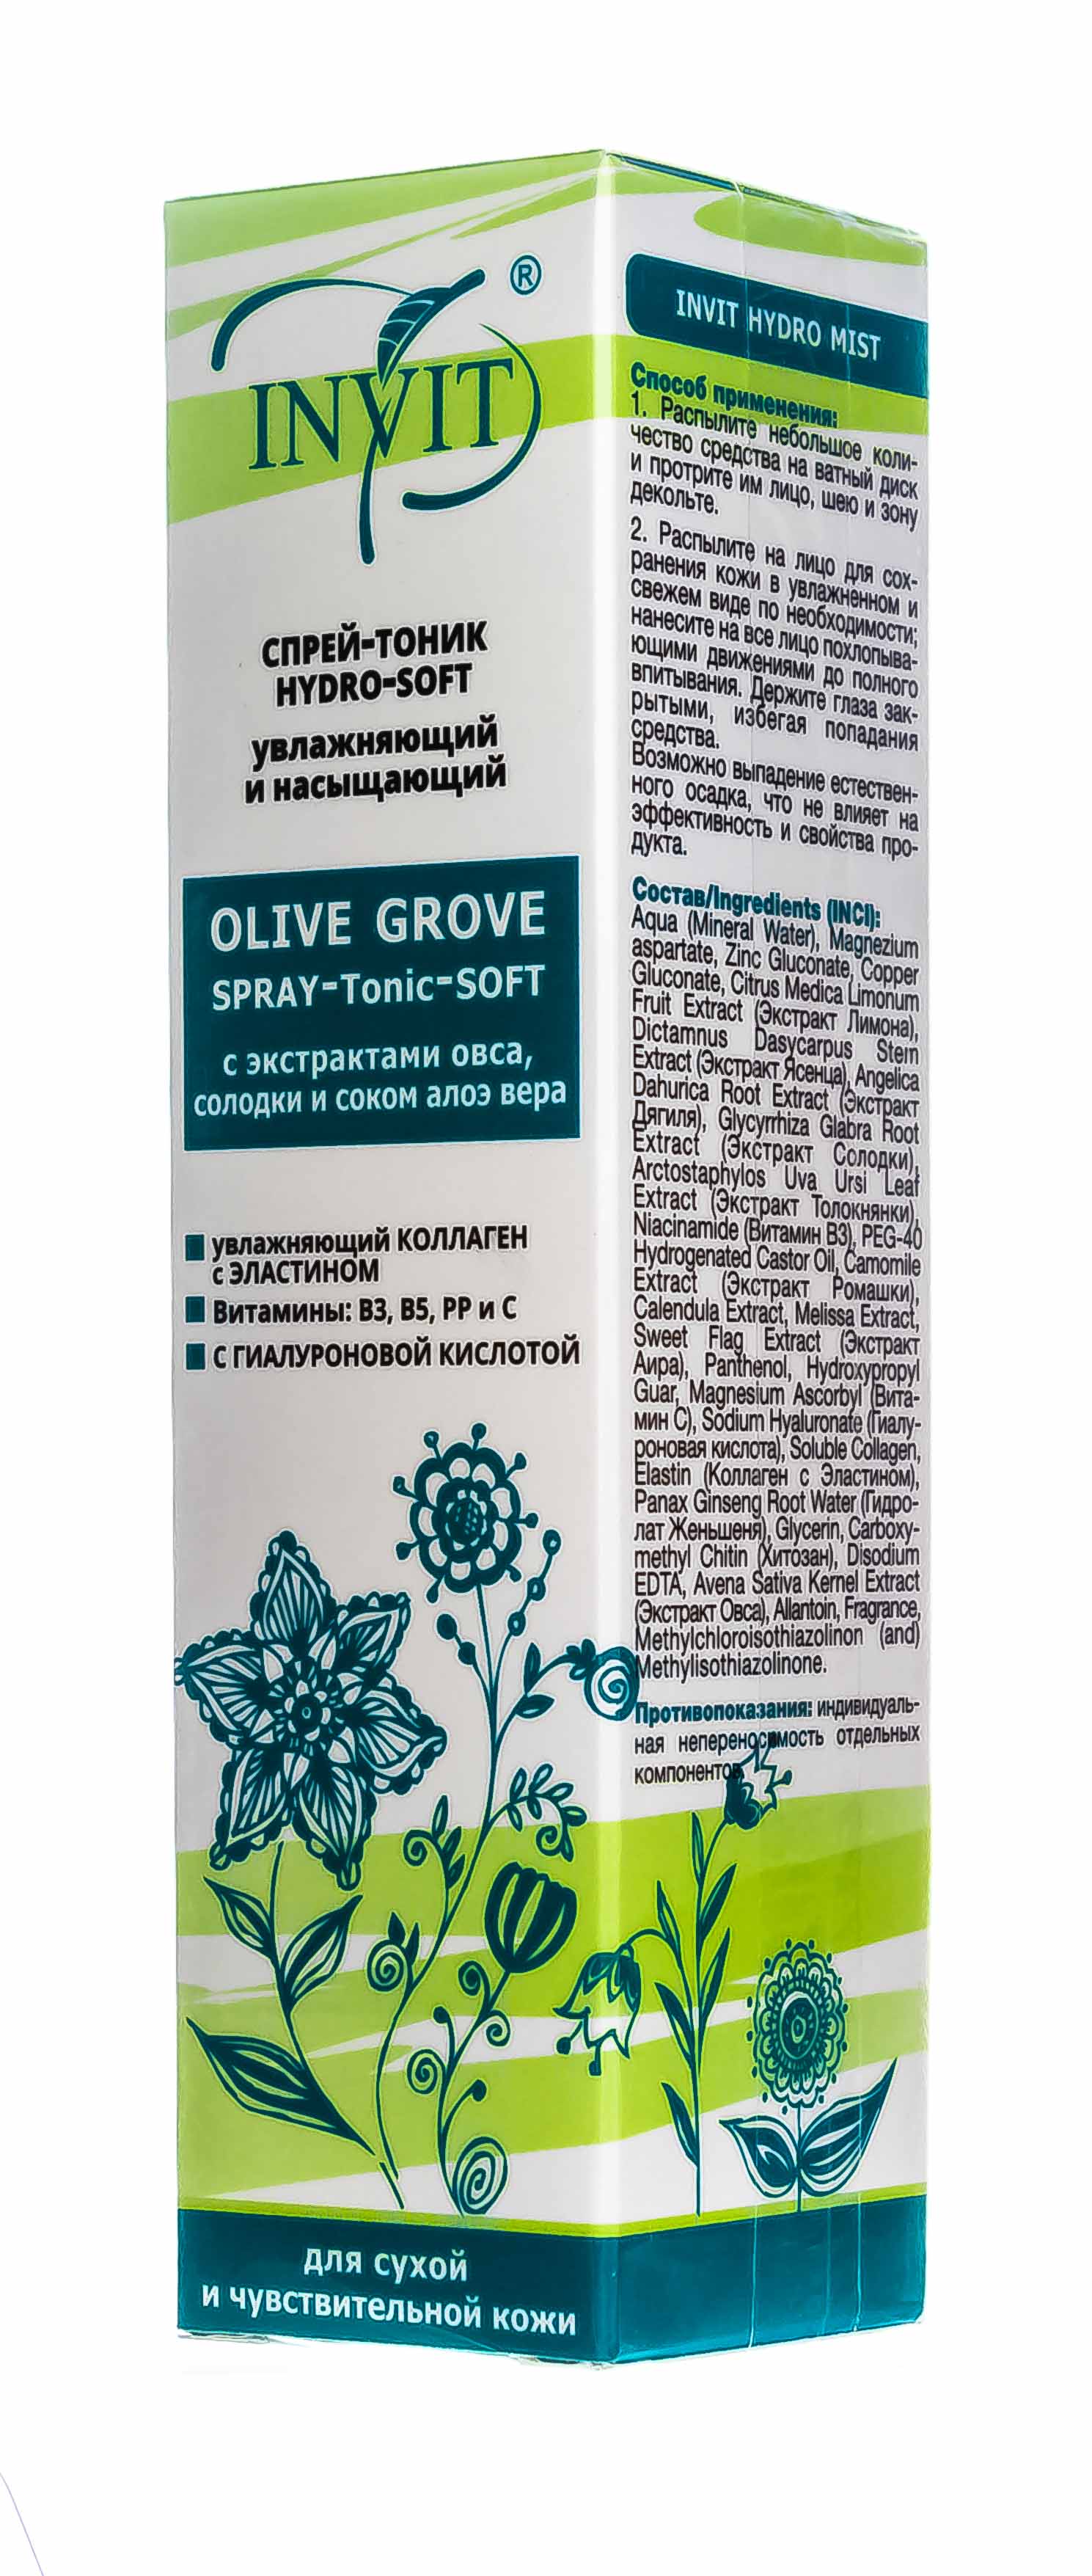 INVIT ®
СПРЕЙ-ТОНИК
HYDRO-SOFT
увлажняющий
и насыщающий
OLIVE GROVE
SPRAY-Tonic-SOFT
с экстрактами овса,
солодки и соком алоэ вера
увлажняющий КОЛЛАГЕН
с ЭЛАСТИНОМ
Витамины: В3, В5, РР и С
С ГИАЛУРОНОВОЙ КИСЛОТОЙ
для сухой
и чувствительной кожи
INVIT HYDRO MIST
Способ применения:
1. Распылите небольшое коли-
чество средства на ватный диск
и протрите им лицо, шею и зону
декольте.
2. Распылите на лицо для сох-
ранения кожи в увлажненном и
свежем виде по необходимости;
нанесите на все лицо похлопыва-
ющими движениями до полного
впитывания. Держите глаза зак-
рытыми, избегая попадания
средства.
Возможно выпадение естествен-
ного осадка, что не влияет на
эффективность и свойства про-
дукта.
Состав/Ingredients (INCI):
Aqua (Mineral Water), Magnezium
aspartate, Zinc Gluconate, Copper
Gluconate, Citrus Medica Limonum
Fruit Extract (Экстракт Лимона),
Dictamnus Dasycarpus Stem
Extract (Экстракт Ясенца), Angelica
Dahurica Root Extract (Экстракт
Дягиля), Glycyrrhiza Glabra Root
Extract (Экстракт Солодки),
Arctostaphylos Uva Ursi Leaf
Extract (Экстракт Толокнянки),
Niacinamide (Витамин В3), PEG-40
Hydrogenated Castor Oil, Camomile
Extract (Экстракт Ромашки),
Calendula Extract, Melissa Extract,
Sweet Flag Extract (Экстракт
Аира), Panthenol, Hydroxypropyl
Guar, Magnesium Ascorbyl (Вита-
мин С), Sodium Hyaluronate (Гиалу-
роновая кислота), Soluble Collagen,
Elastin (Коллаген с Эластином),
Panax Ginseng Root Water (Гидро-
лат Женьшеня), Glycerin, Carboxy-
methyl Chitin (Хитозан), Disodium
EDTA, Avena Sativa Kernel Extract
(Экстракт Овса), Allantoin, Fragrance,
Methylchloroisothiazolinon (and)
Methylisothiazolinone.
Противопоказания: индивидуаль-
ная непереносимость отдельных
компонентов.